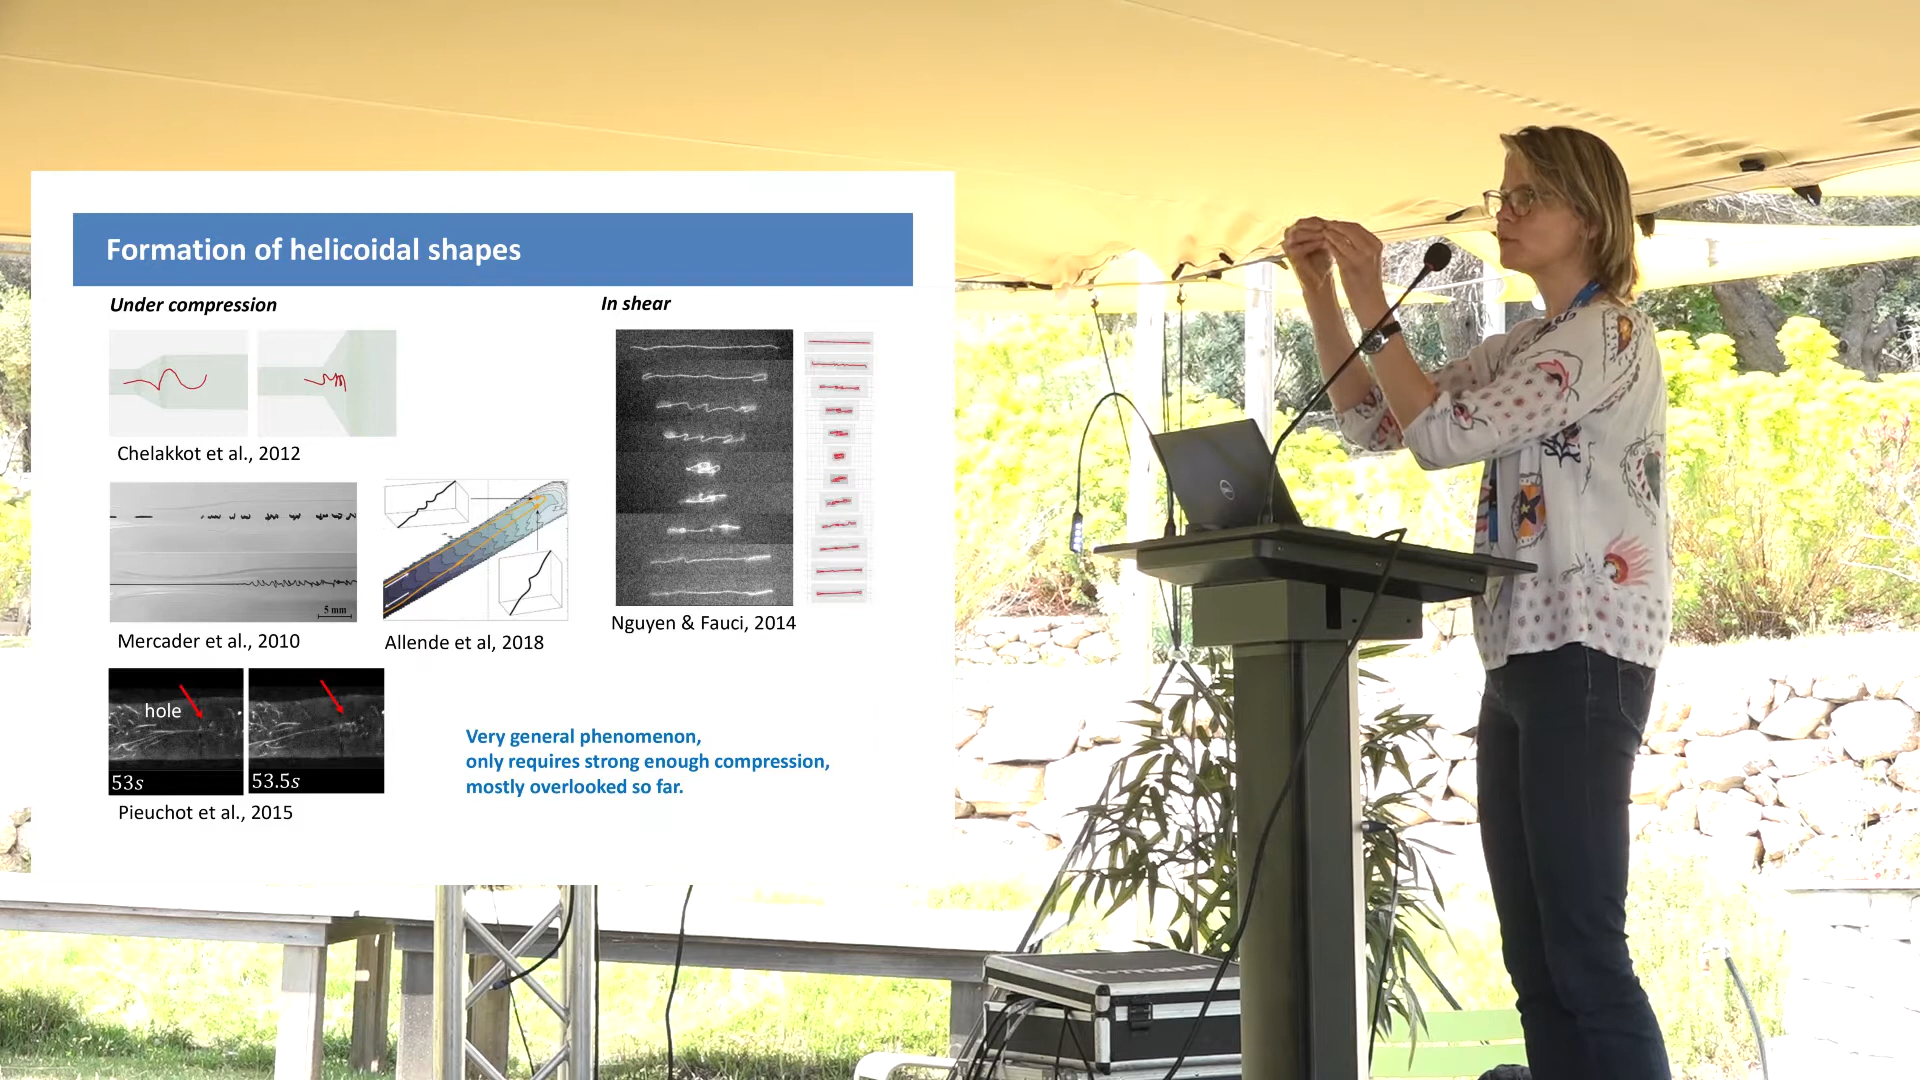 Formation of helicoidal shapes
Under compression
In shear
Chelakkot et al., 2012
5 mm
Mercader et al., 2010
Allende et al, 2018
Nguyen & Fauci, 2014
hole
53s
53.5s
Pieuchot et al., 2015
Very general phenomenon,
only requires strong enough compression,
mostly overlooked so far.
DELL